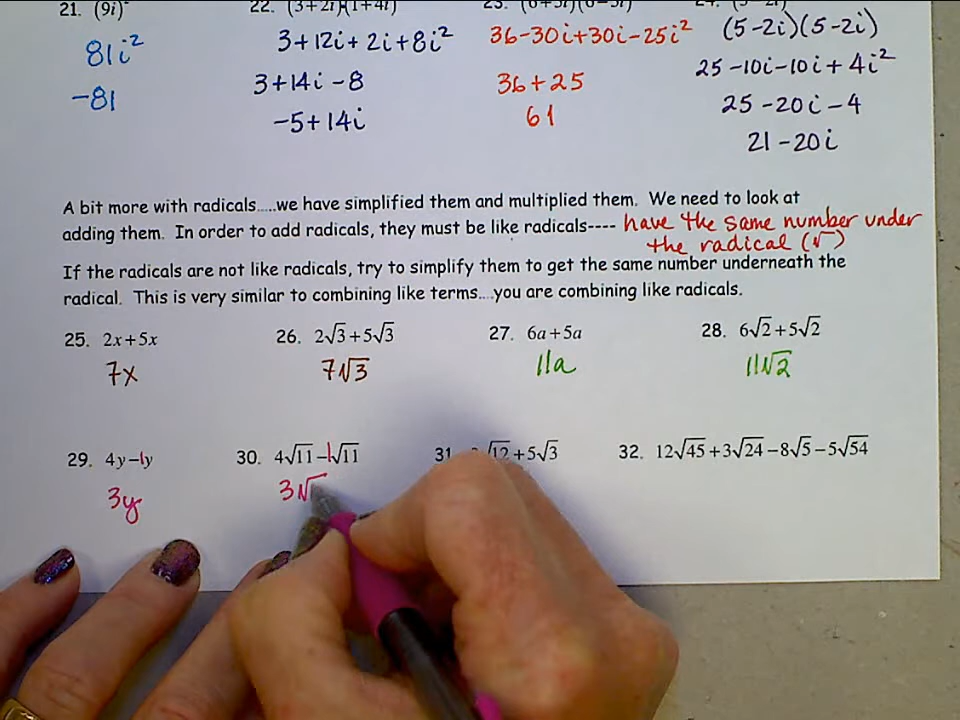 21. (9i)²
22. (3+2i)(1+4i)
23.
81i²
-81
3+12i+2i+8i²
3+14i-8
-5+14i
36-30i+30i-25i²
36+25
61
(5-2i)(5-2i)
25-10i-10i+4i²
25-20i-4
21-20i
A bit more with radicals.....we have simplified them and multiplied them. We need to look at
adding them. In order to add radicals, they must be like radicals---- have the same number under
the radical (√)
If the radicals are not like radicals, try to simplify them to get the same number underneath the
radical. This is very similar to combining like terms....you are combining like radicals.
25. 2x+5x
7x
26. 2√3+5√3
7√3
27. 6a+5a
11a
28. 6√2+5√2
11√2
29. 4y-1y
3y
30. 4√11-1√11
3√
31. √12+5√3
32. 12√45+3√24-8√5-5√54